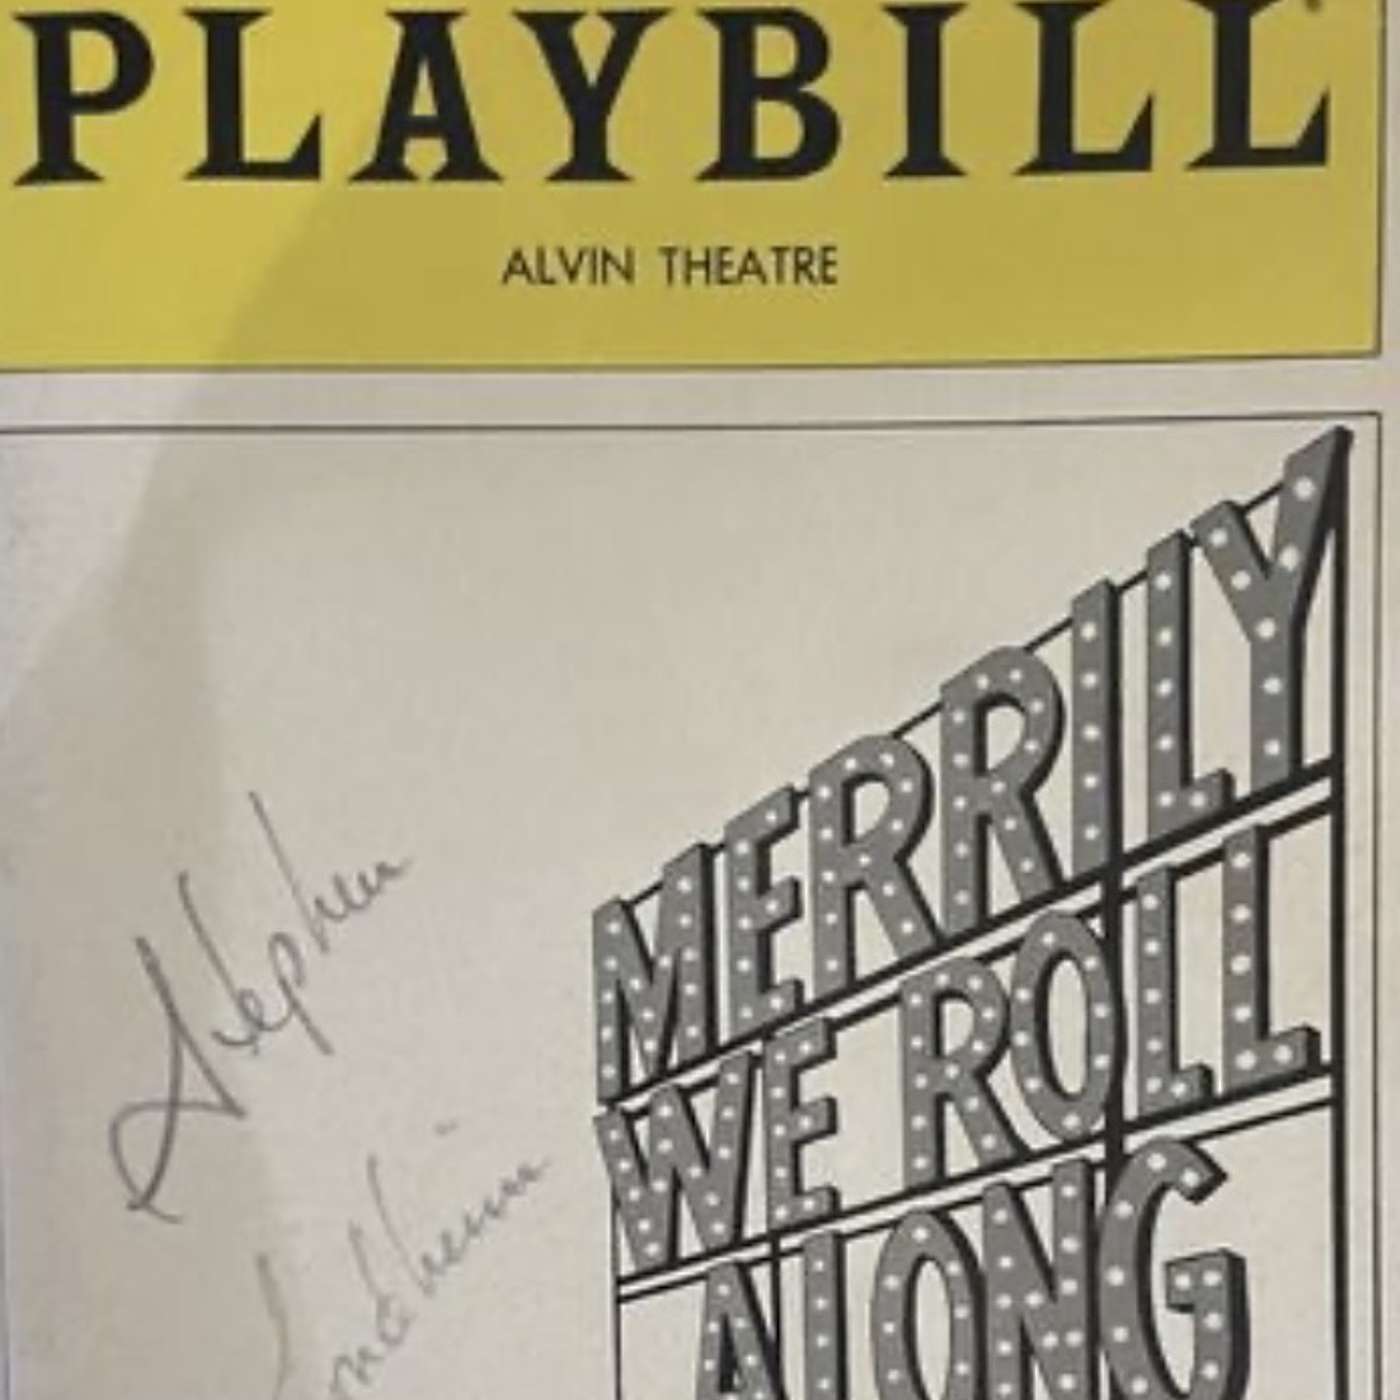 PLAYBILL
ALVIN THEATRE
MERRILY
WE ROLL
ALONG
Stephen
Sondheim